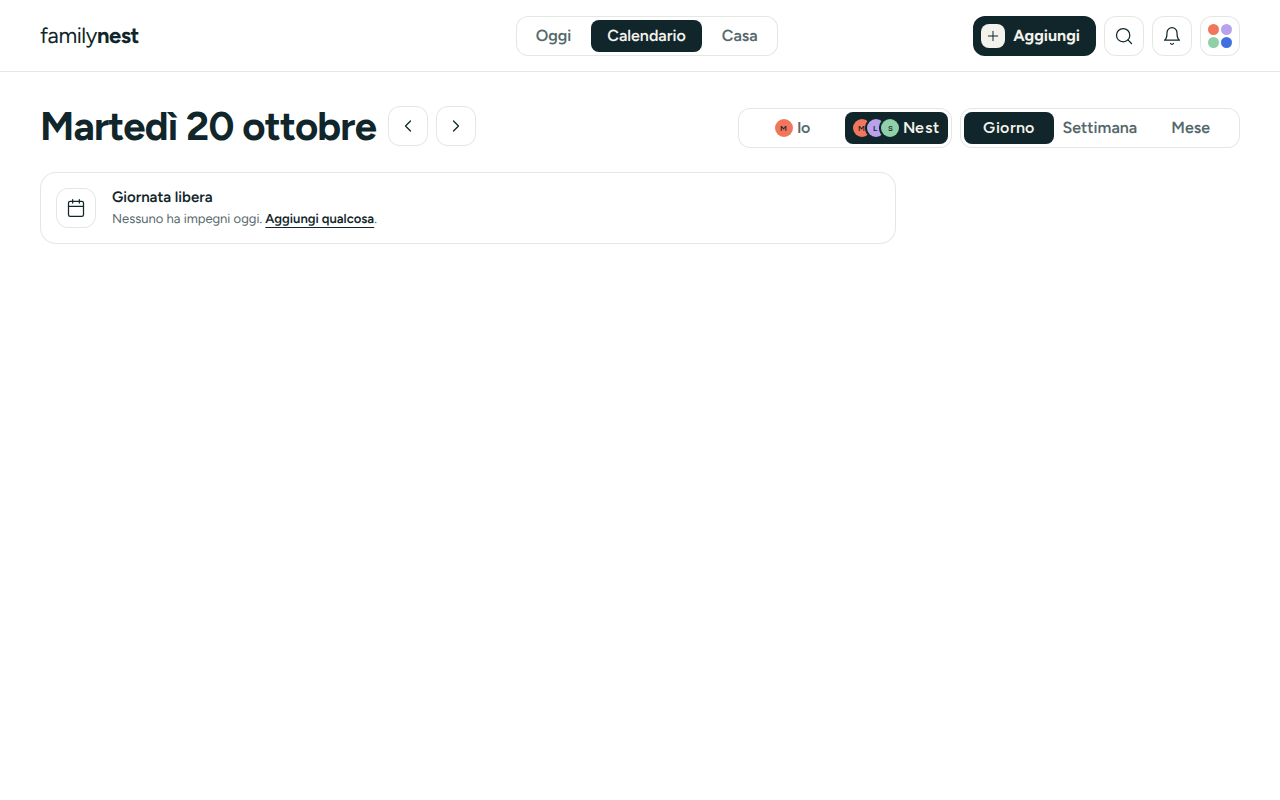 familynest
Oggi
Calendario
Casa
Aggiungi
Martedì 20 ottobre
M Io
M L S Nest
Giorno
Settimana
Mese
Giornata libera
Nessuno ha impegni oggi. Aggiungi qualcosa.